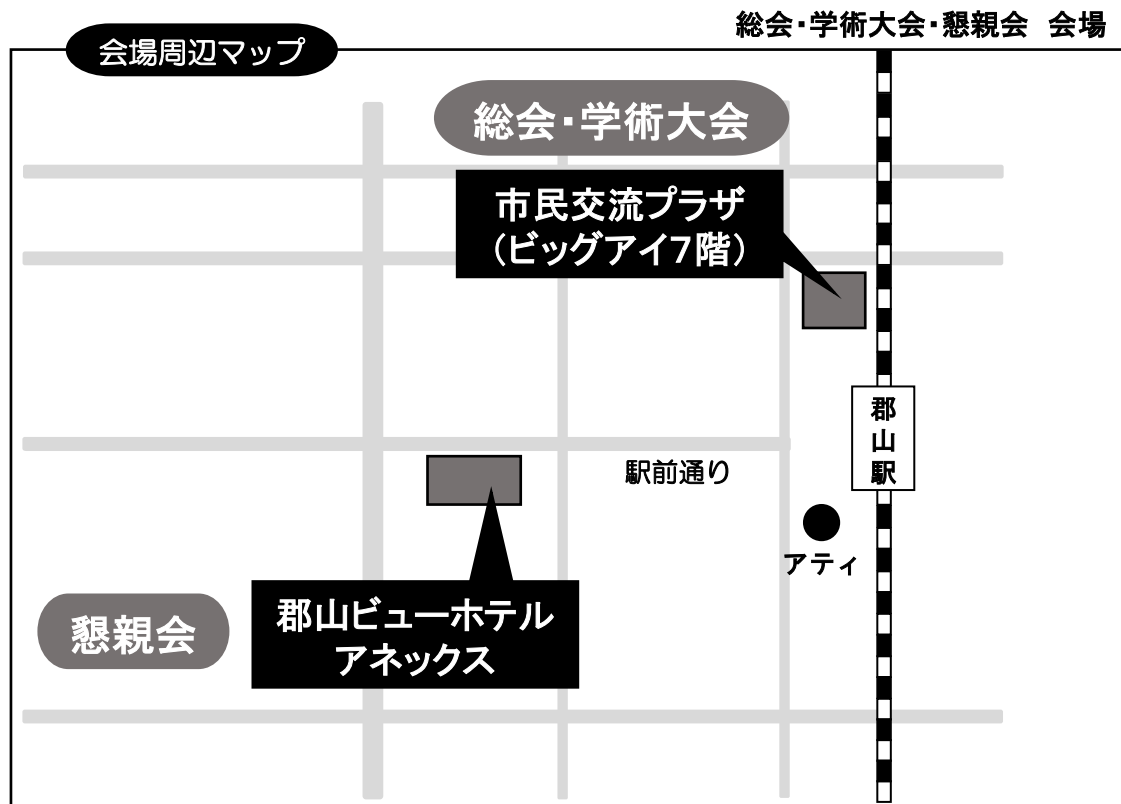 総会・学術大会・懇親会 会場
会場周辺マップ
総会・学術大会
市民交流プラザ
（ビッグアイ7階）
郡山駅
駅前通り
アティ
郡山ビューホテル
アネックス
懇親会